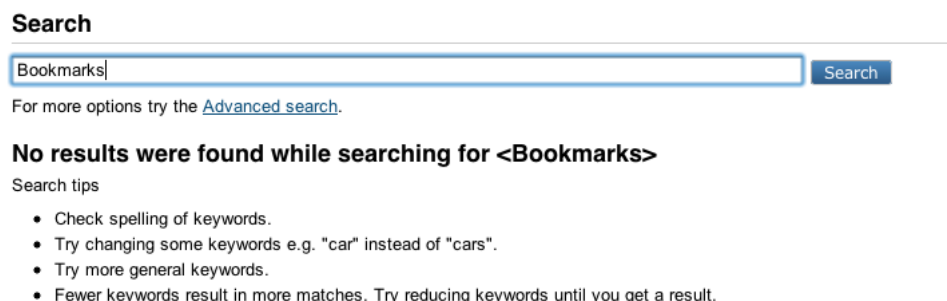 Search
Bookmarks
Search
For more options try the Advanced search.
No results were found while searching for <Bookmarks>
Search tips
• Check spelling of keywords.
• Try changing some keywords e.g. "car" instead of "cars".
• Try more general keywords.
• Fewer keywords result in more matches. Try reducing keywords until you get a result.